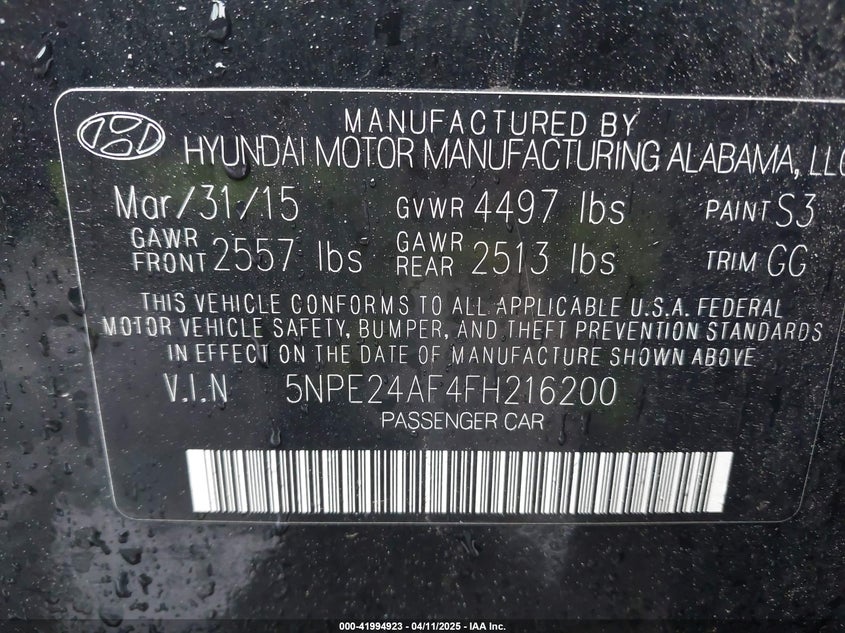 MANUFACTURED BY
HYUNDAI MOTOR MANUFACTURING ALABAMA, LLC
Mar/31/15 GVWR 4497 lbs PAINT S3
GAWR FRONT 2557 lbs GAWR REAR 2513 lbs TRIM GG
THIS VEHICLE CONFORMS TO ALL APPLICABLE U.S.A. FEDERAL
MOTOR VEHICLE SAFETY, BUMPER, AND THEFT PREVENTION STANDARDS
IN EFFECT ON THE DATE OF MANUFACTURE SHOWN ABOVE
V.I.N 5NPE24AF4FH216200
PASSENGER CAR
000-41994923 - 04/11/2025 - IAA Inc.